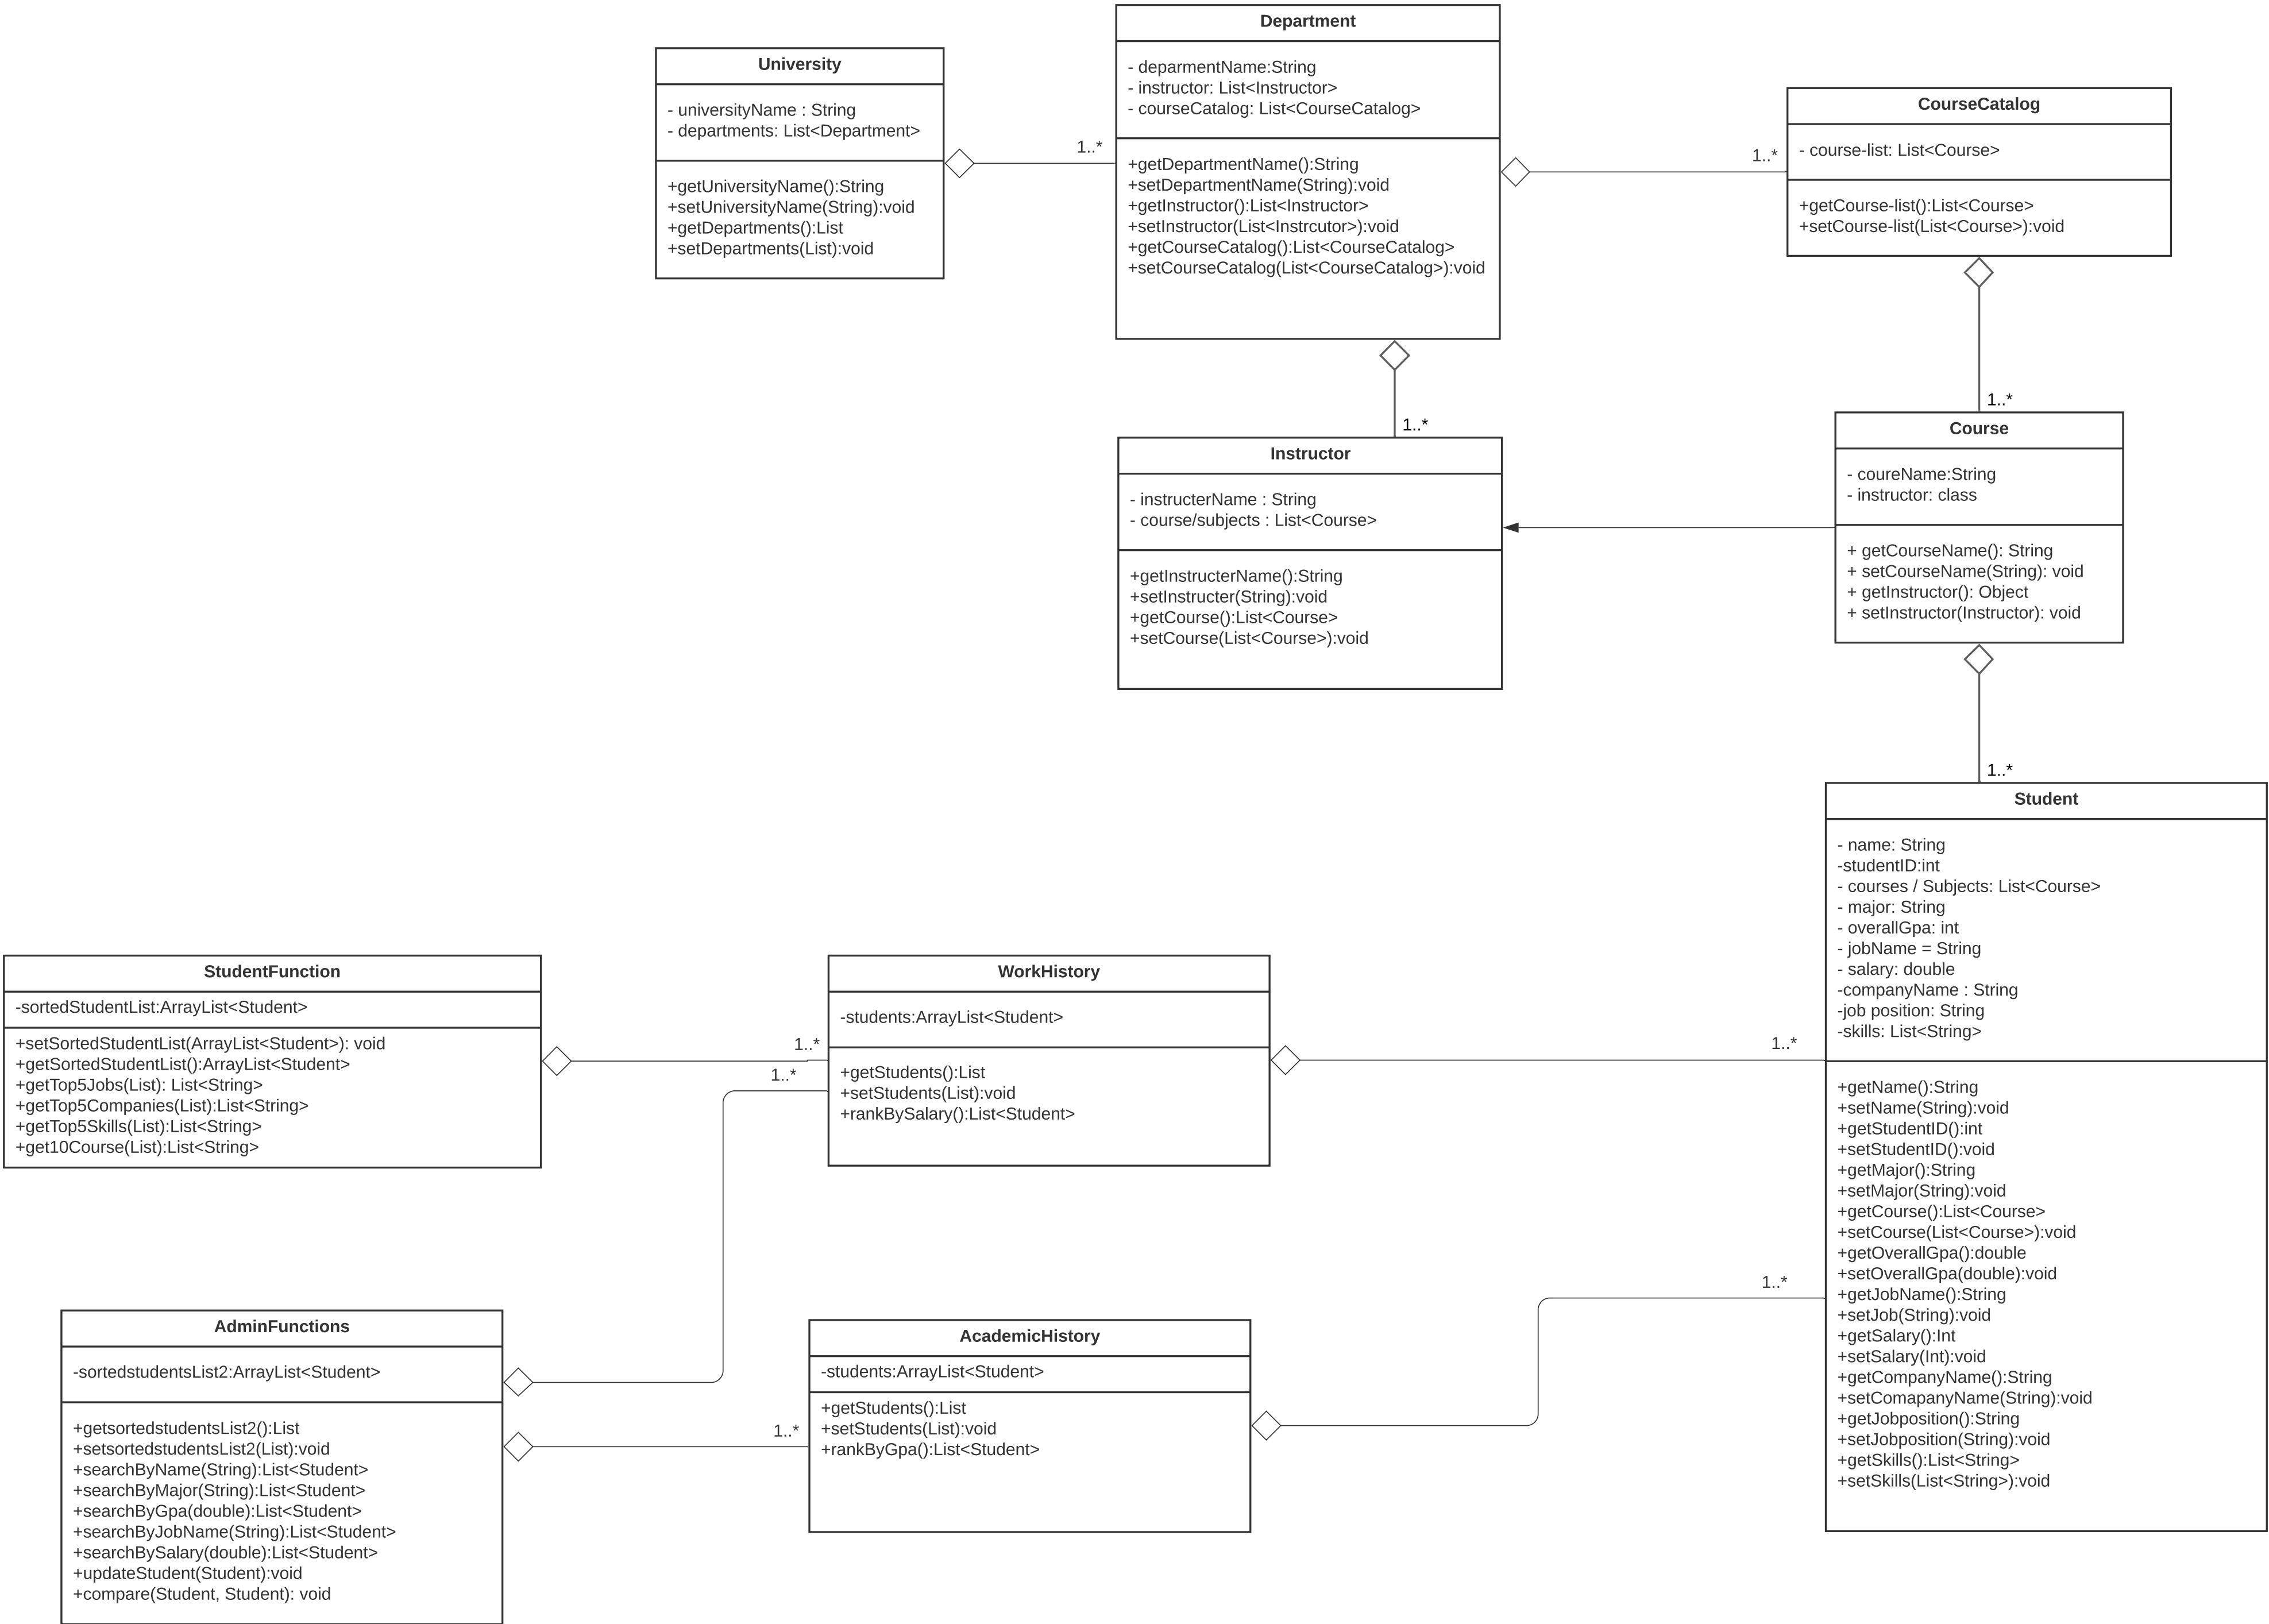 Department
- deparmentName:String
- instructor: List<Instructor>
- courseCatalog: List<CourseCatalog>
+getDepartmentName():String
+setDepartmentName(String):void
+getInstructor():List<Instructor>
+setInstructor(List<Instrcutor>):void
+getCourseCatalog():List<CourseCatalog>
+setCourseCatalog(List<CourseCatalog>):void
University
- universityName : String
- departments: List<Department>
+getUniversityName():String
+setUniversityName(String):void
+getDepartments():List
+setDepartments(List):void
1..*
CourseCatalog
- course-list: List<Course>
+getCourse-list():List<Course>
+setCourse-list(List<Course>):void
1..*
1..*
1..*
Instructor
- instructerName : String
- course/subjects : List<Course>
+getInstructerName():String
+setInstructer(String):void
+getCourse():List<Course>
+setCourse(List<Course>):void
Course
- coureName:String
- instructor: class
+ getCourseName(): String
+ setCourseName(String): void
+ getInstructor(): Object
+ setInstructor(Instructor): void
1..*
Student
- name: String
-studentID:int
- courses / Subjects: List<Course>
- major: String
- overallGpa: int
- jobName = String
- salary: double
-companyName : String
-job position: String
-skills: List<String>
+getName():String
+setName(String):void
+getStudentID():int
+setStudentID():void
+getMajor():String
+setMajor(String):void
+getCourse():List<Course>
+setCourse(List<Course>):void
+getOverallGpa():double
+setOverallGpa(double):void
+getJobName():String
+setJob(String):void
+getSalary():Int
+setSalary(Int):void
+getCompanyName():String
+setComapanyName(String):void
+getJobposition():String
+setJobposition(String):void
+getSkills():List<String>
+setSkills(List<String>):void
StudentFunction
-sortedStudentList:ArrayList<Student>
+setSortedStudentList(ArrayList<Student>): void
+getSortedStudentList():ArrayList<Student>
+getTop5Jobs(List): List<String>
+getTop5Companies(List):List<String>
+getTop5Skills(List):List<String>
+get10Course(List):List<String>
1..*
1..*
WorkHistory
-students:ArrayList<Student>
+getStudents():List
+setStudents(List):void
+rankBySalary():List<Student>
1..*
1..*
AdminFunctions
-sortedstudentsList2:ArrayList<Student>
+getsortedstudentsList2():List
+setsortedstudentsList2(List):void
+searchByName(String):List<Student>
+searchByMajor(String):List<Student>
+searchByGpa(double):List<Student>
+searchByJobName(String):List<Student>
+searchBySalary(double):List<Student>
+updateStudent(Student):void
+compare(Student, Student): void
1..*
AcademicHistory
-students:ArrayList<Student>
+getStudents():List
+setStudents(List):void
+rankByGpa():List<Student>